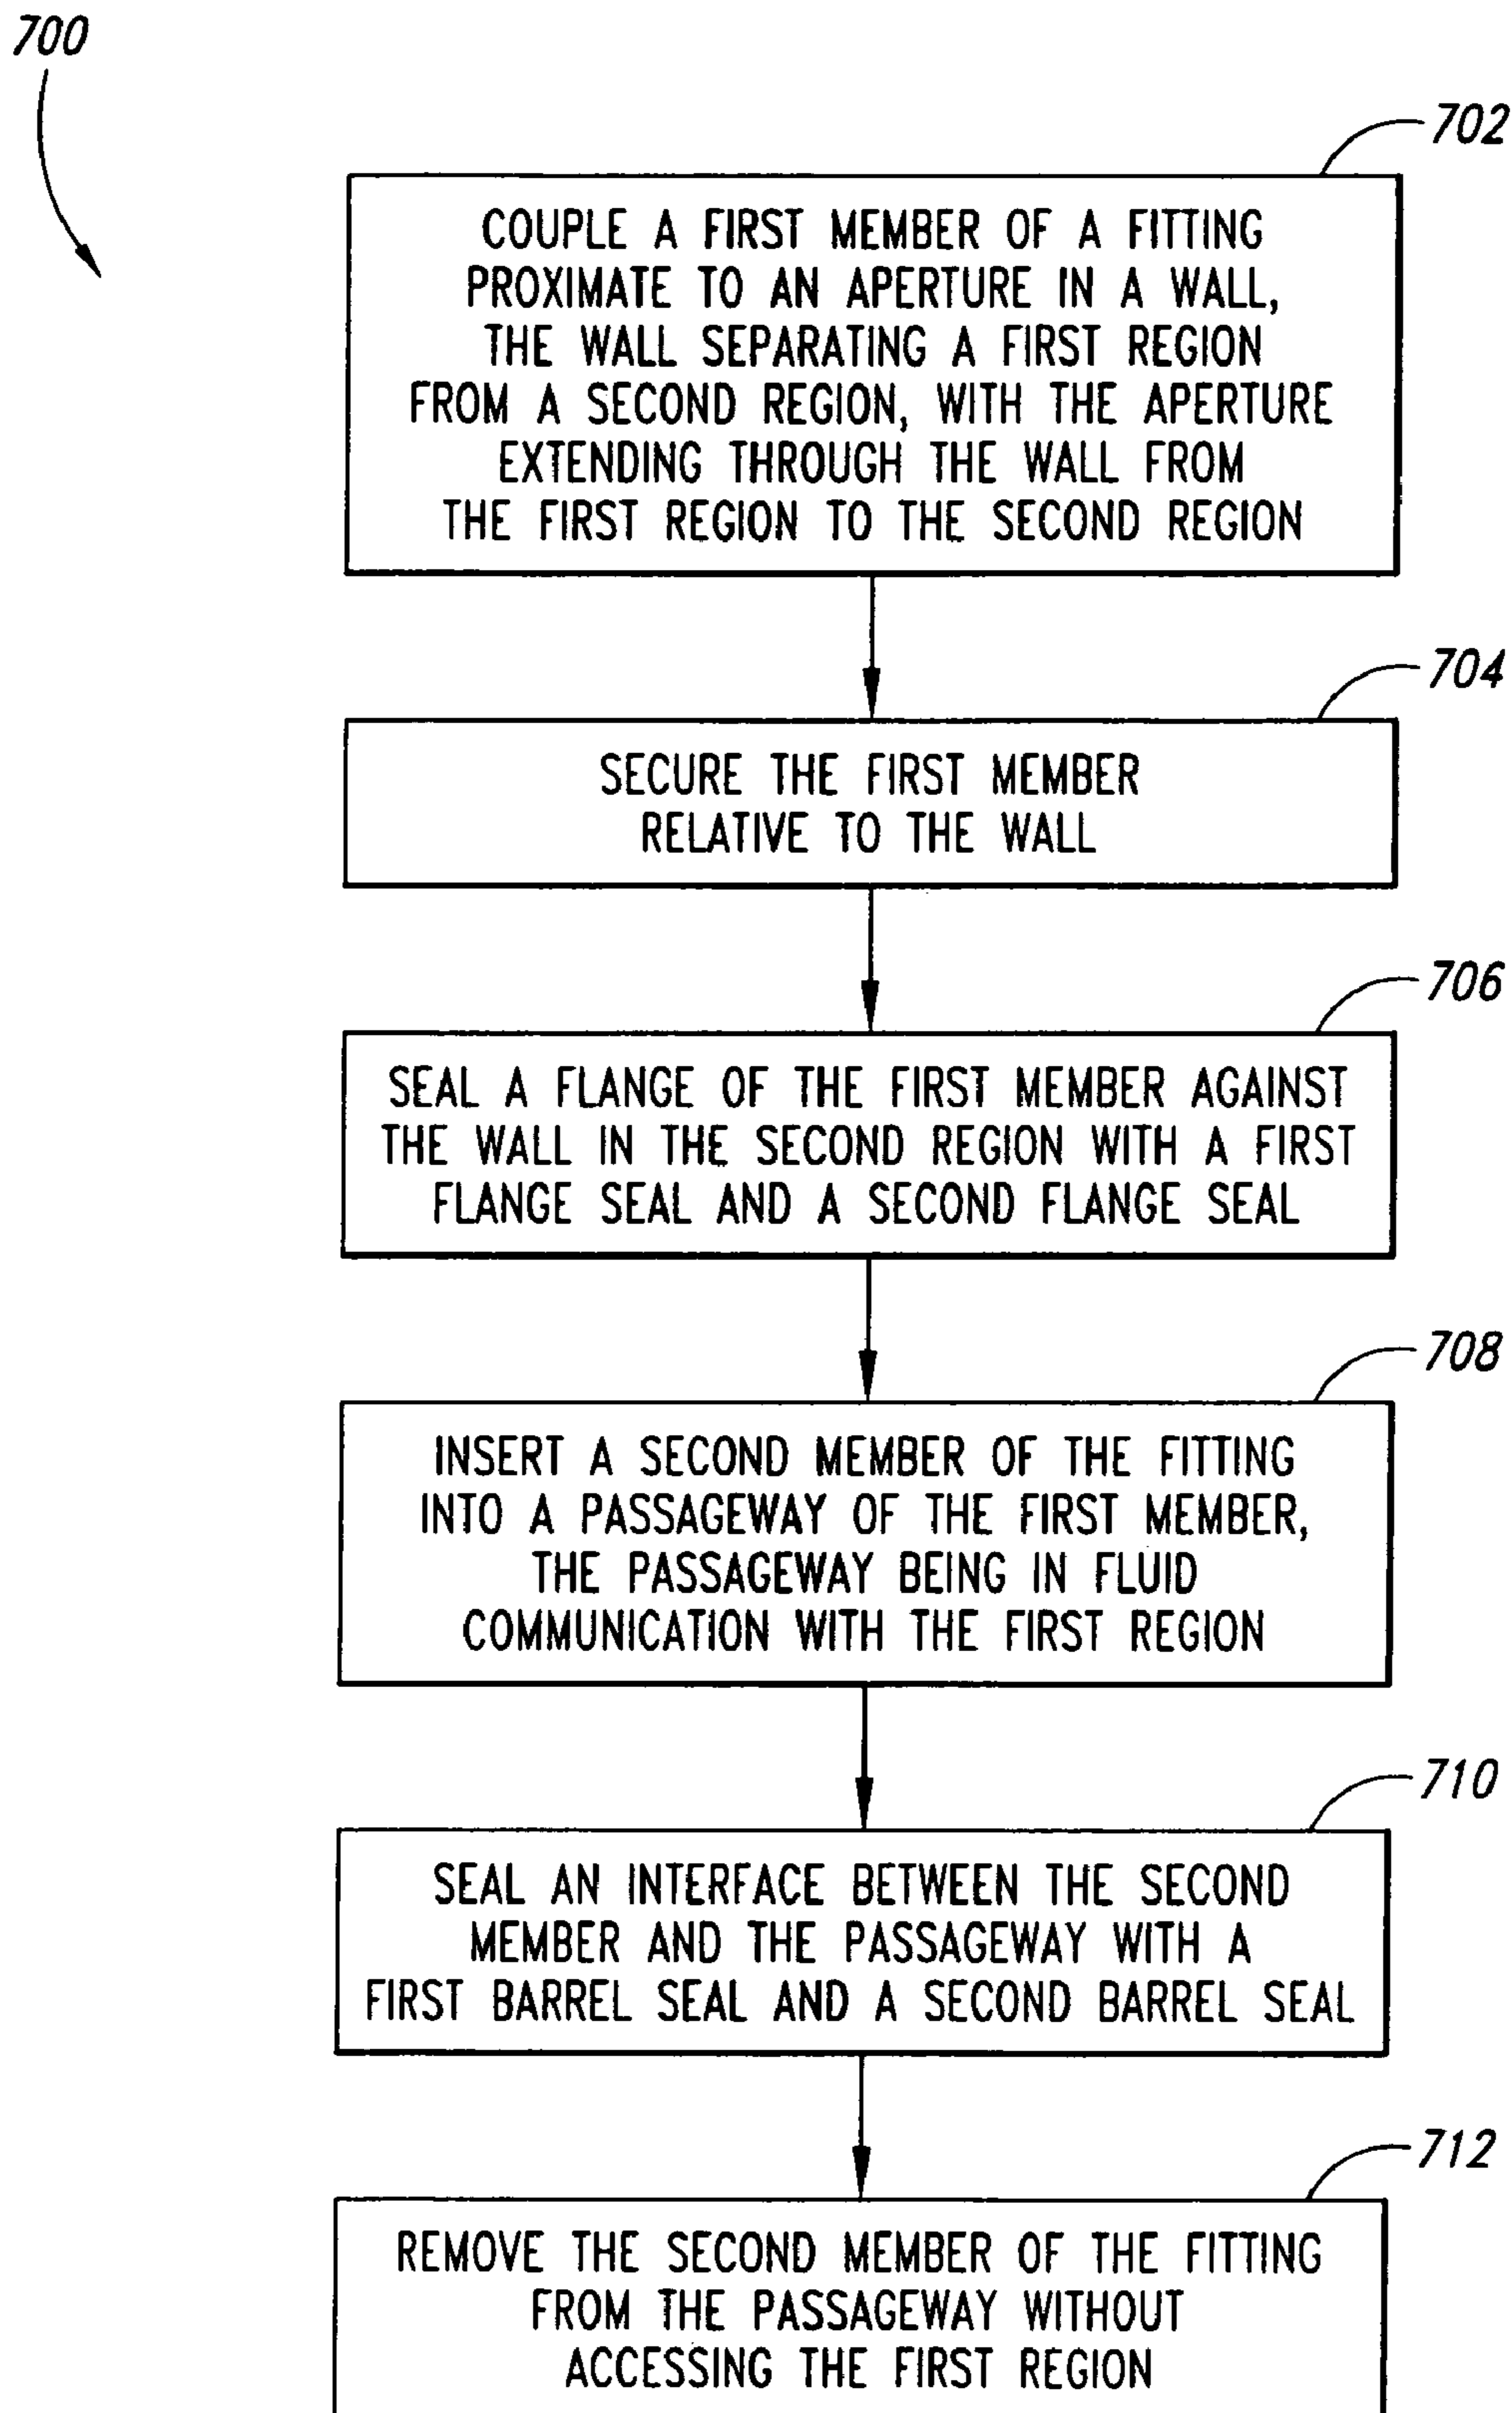 700
702
COUPLE A FIRST MEMBER OF A FITTING
PROXIMATE TO AN APERTURE IN A WALL,
THE WALL SEPARATING A FIRST REGION
FROM A SECOND REGION, WITH THE APERTURE
EXTENDING THROUGH THE WALL FROM
THE FIRST REGION TO THE SECOND REGION
704
SECURE THE FIRST MEMBER
RELATIVE TO THE WALL
706
SEAL A FLANGE OF THE FIRST MEMBER AGAINST
THE WALL IN THE SECOND REGION WITH A FIRST
FLANGE SEAL AND A SECOND FLANGE SEAL
708
INSERT A SECOND MEMBER OF THE FITTING
INTO A PASSAGEWAY OF THE FIRST MEMBER,
THE PASSAGEWAY BEING IN FLUID
COMMUNICATION WITH THE FIRST REGION
710
SEAL AN INTERFACE BETWEEN THE SECOND
MEMBER AND THE PASSAGEWAY WITH A
FIRST BARREL SEAL AND A SECOND BARREL SEAL
712
REMOVE THE SECOND MEMBER OF THE FITTING
FROM THE PASSAGEWAY WITHOUT
ACCESSING THE FIRST REGION